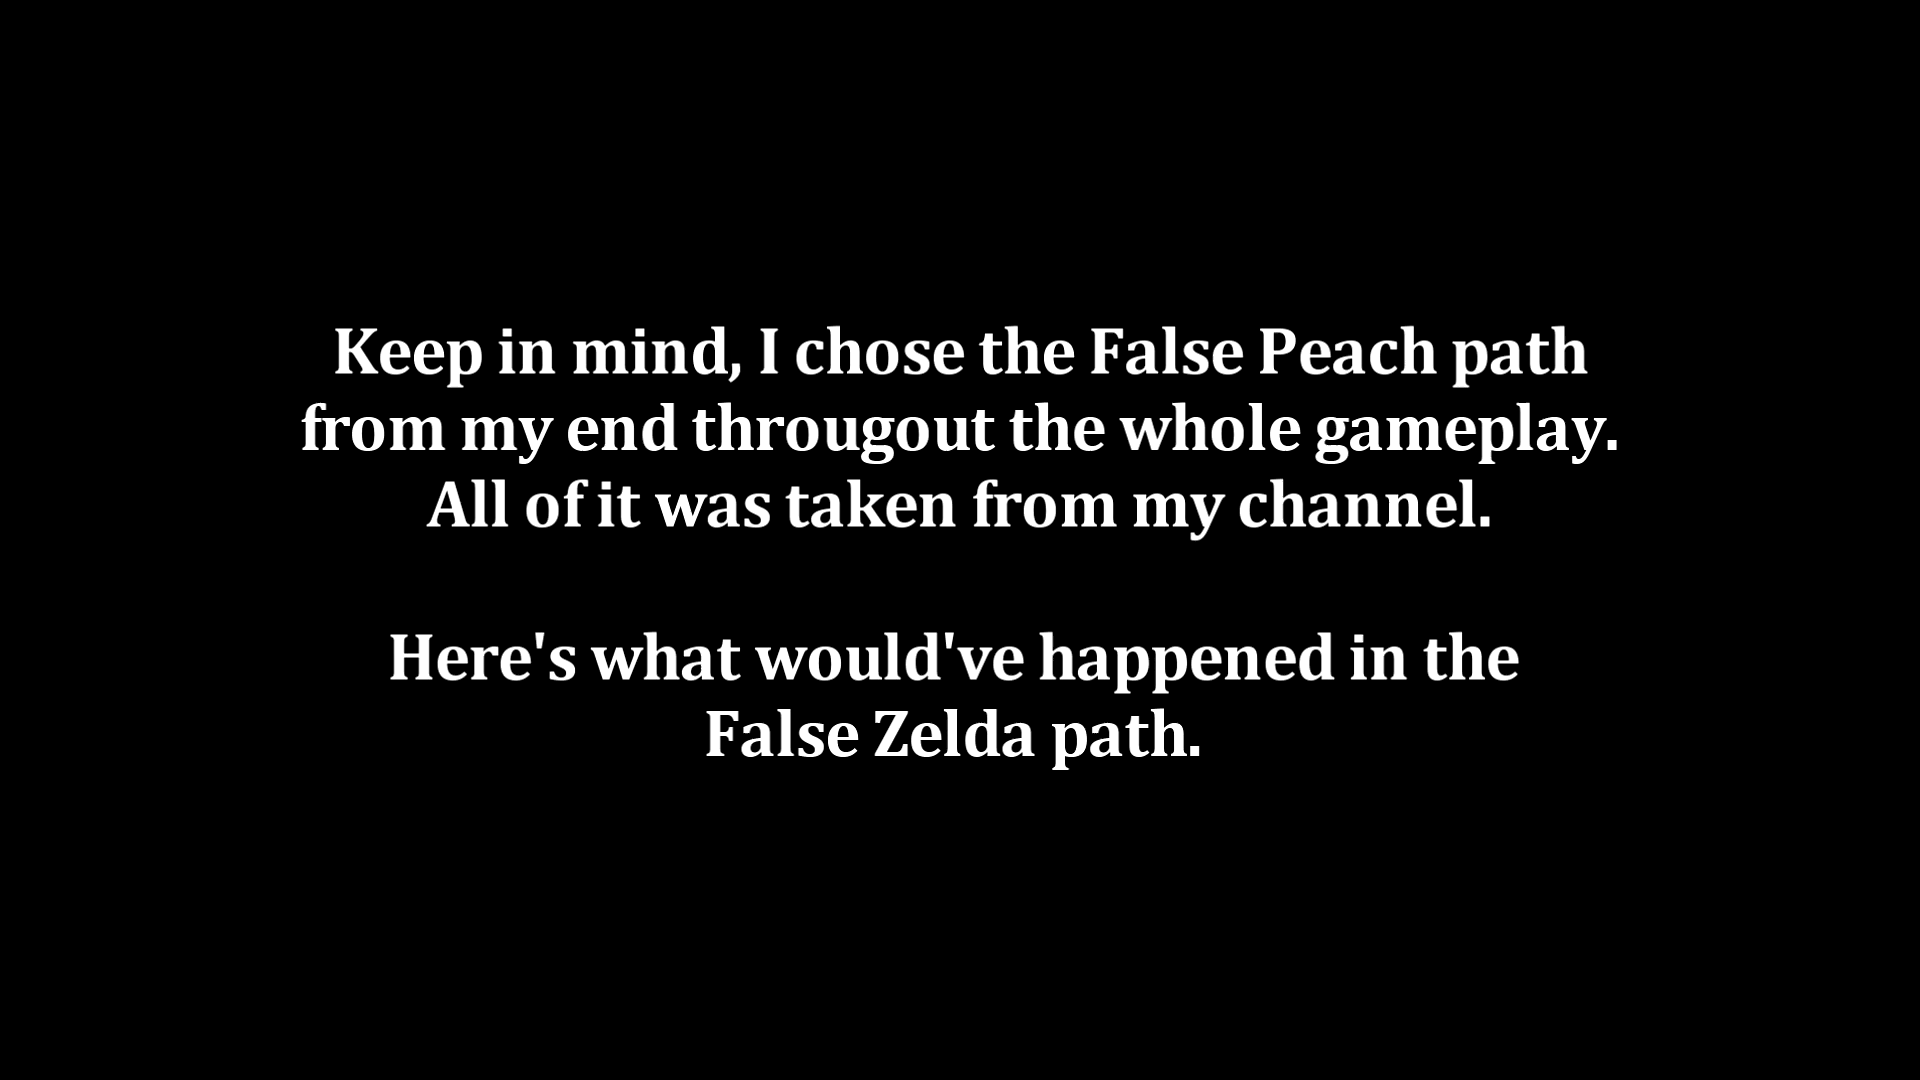 Keep in mind, I chose the False Peach path
from my end througout the whole gameplay.
All of it was taken from my channel.
Here's what would've happened in the
False Zelda path.